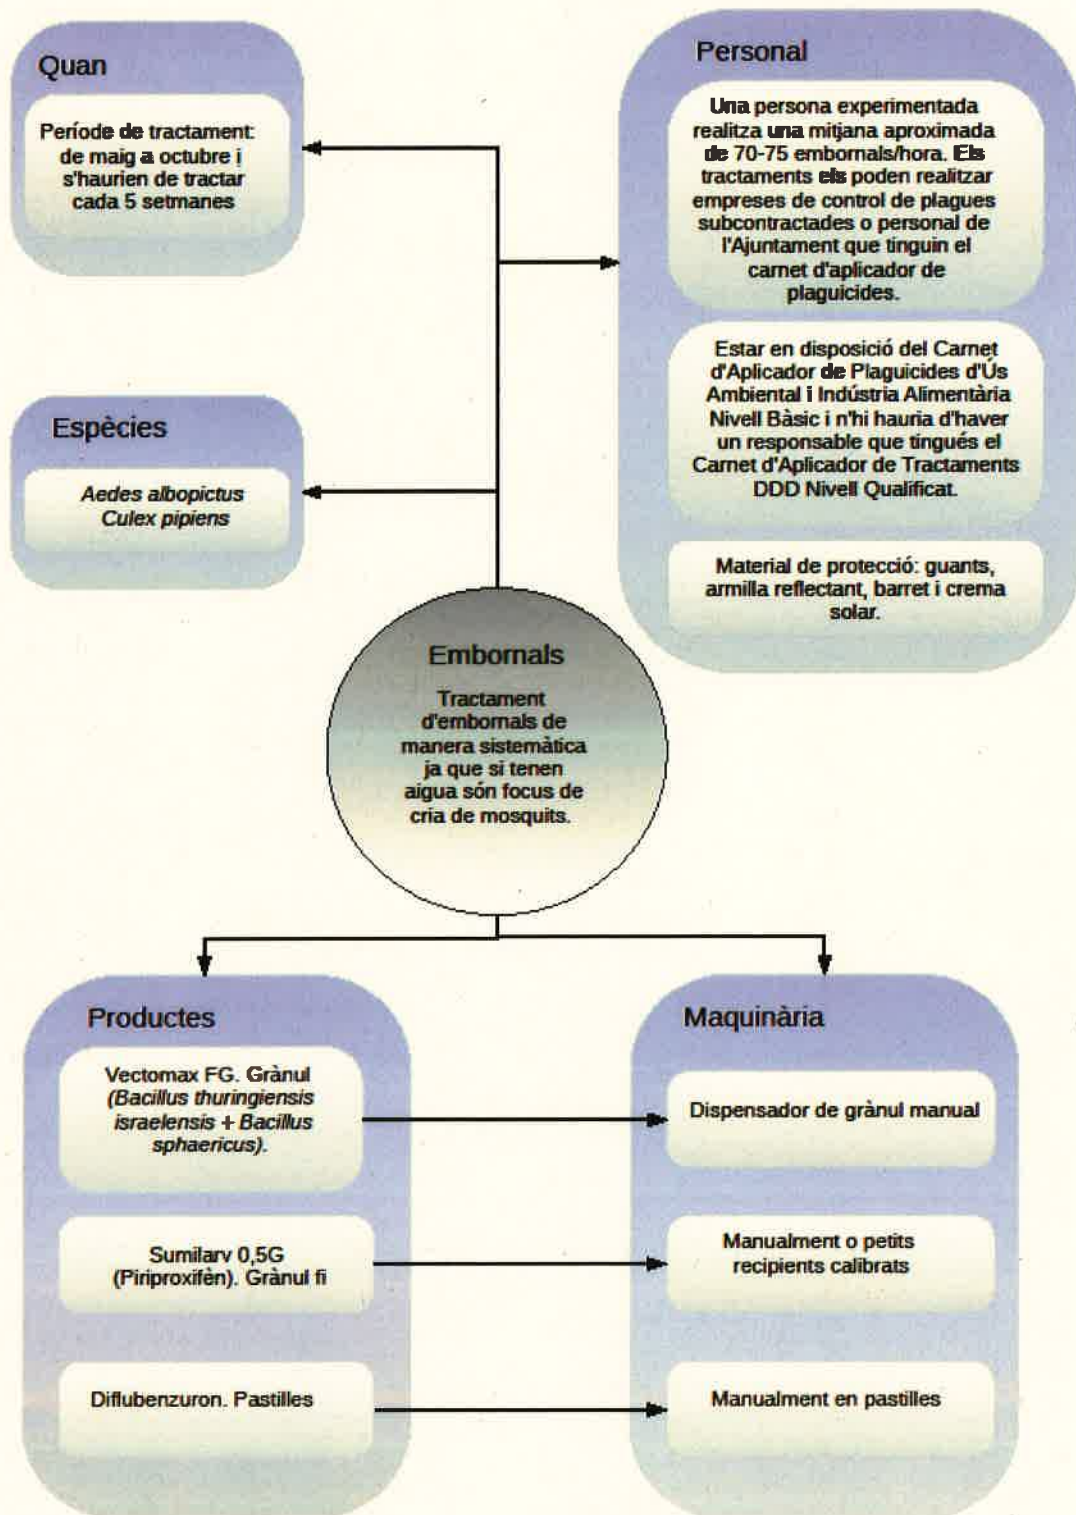 Quan
Període de tractament:
de maig a octubre i
s'haurien de tractar
cada 5 setmanes
Personal
Una persona experimentada
realitza una mitjana aproximada
de 70-75 embornals/hora. Els
tractaments els poden realitzar
empreses de control de plagues
subcontractades o personal de
l'Ajuntament que tinguin el
carnet d'aplicador de
plaguicides.
Estar en disposició del Carnet
d'Aplicador de Plaguicides d'Ús
Ambiental i Indústria Alimentària
Nivell Bàsic i n'hi hauria d'haver
un responsable que tingués el
Carnet d'Aplicador de Tractaments
DDD Nivell Qualificat.
Material de protecció: guants,
armilla reflectant, barret i crema
solar.
Espècies
Aedes albopictus
Culex pipiens
Embornals
Tractament
d'embornals de
manera sistemàtica
ja que si tenen
aigua són focus de
cria de mosquits.
Productes
Vectomax FG. Grànul
(Bacillus thuringiensis
israelensis + Bacillus
sphaericus).
Sumilarv 0,5G
(Piriproxifèn). Grànul fi
Diflubenzuron. Pastilles
Maquinària
Dispensador de grànul manual
Manualment o petits
recipients calibrats
Manualment en pastilles